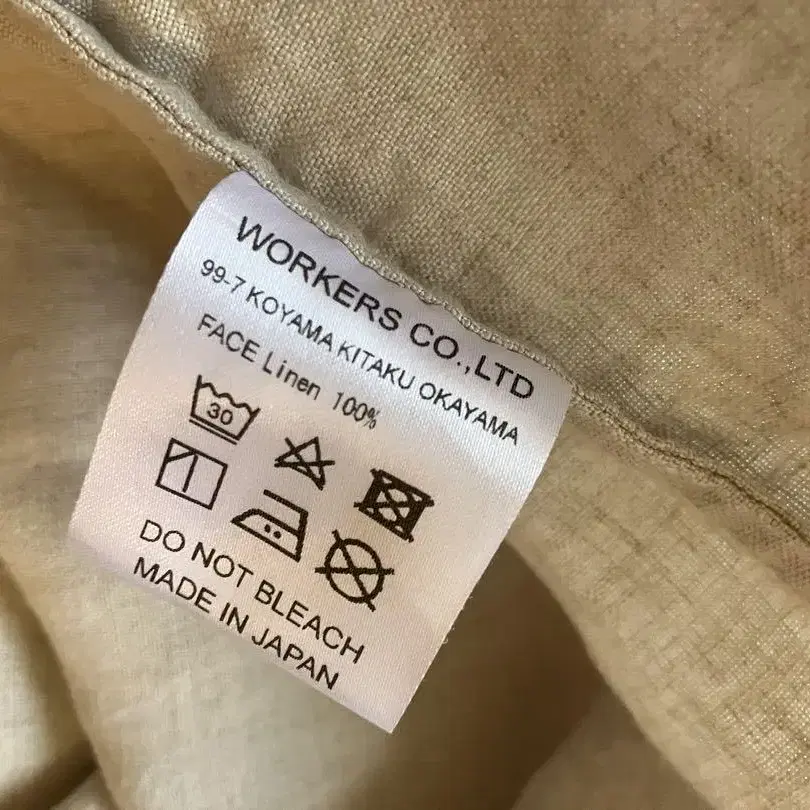 WORKERS CO.,LTD
99-7 KOYAMA KITAKU OKAYAMA
FACE Linen 100%
30
DO NOT BLEACH
MADE IN JAPAN